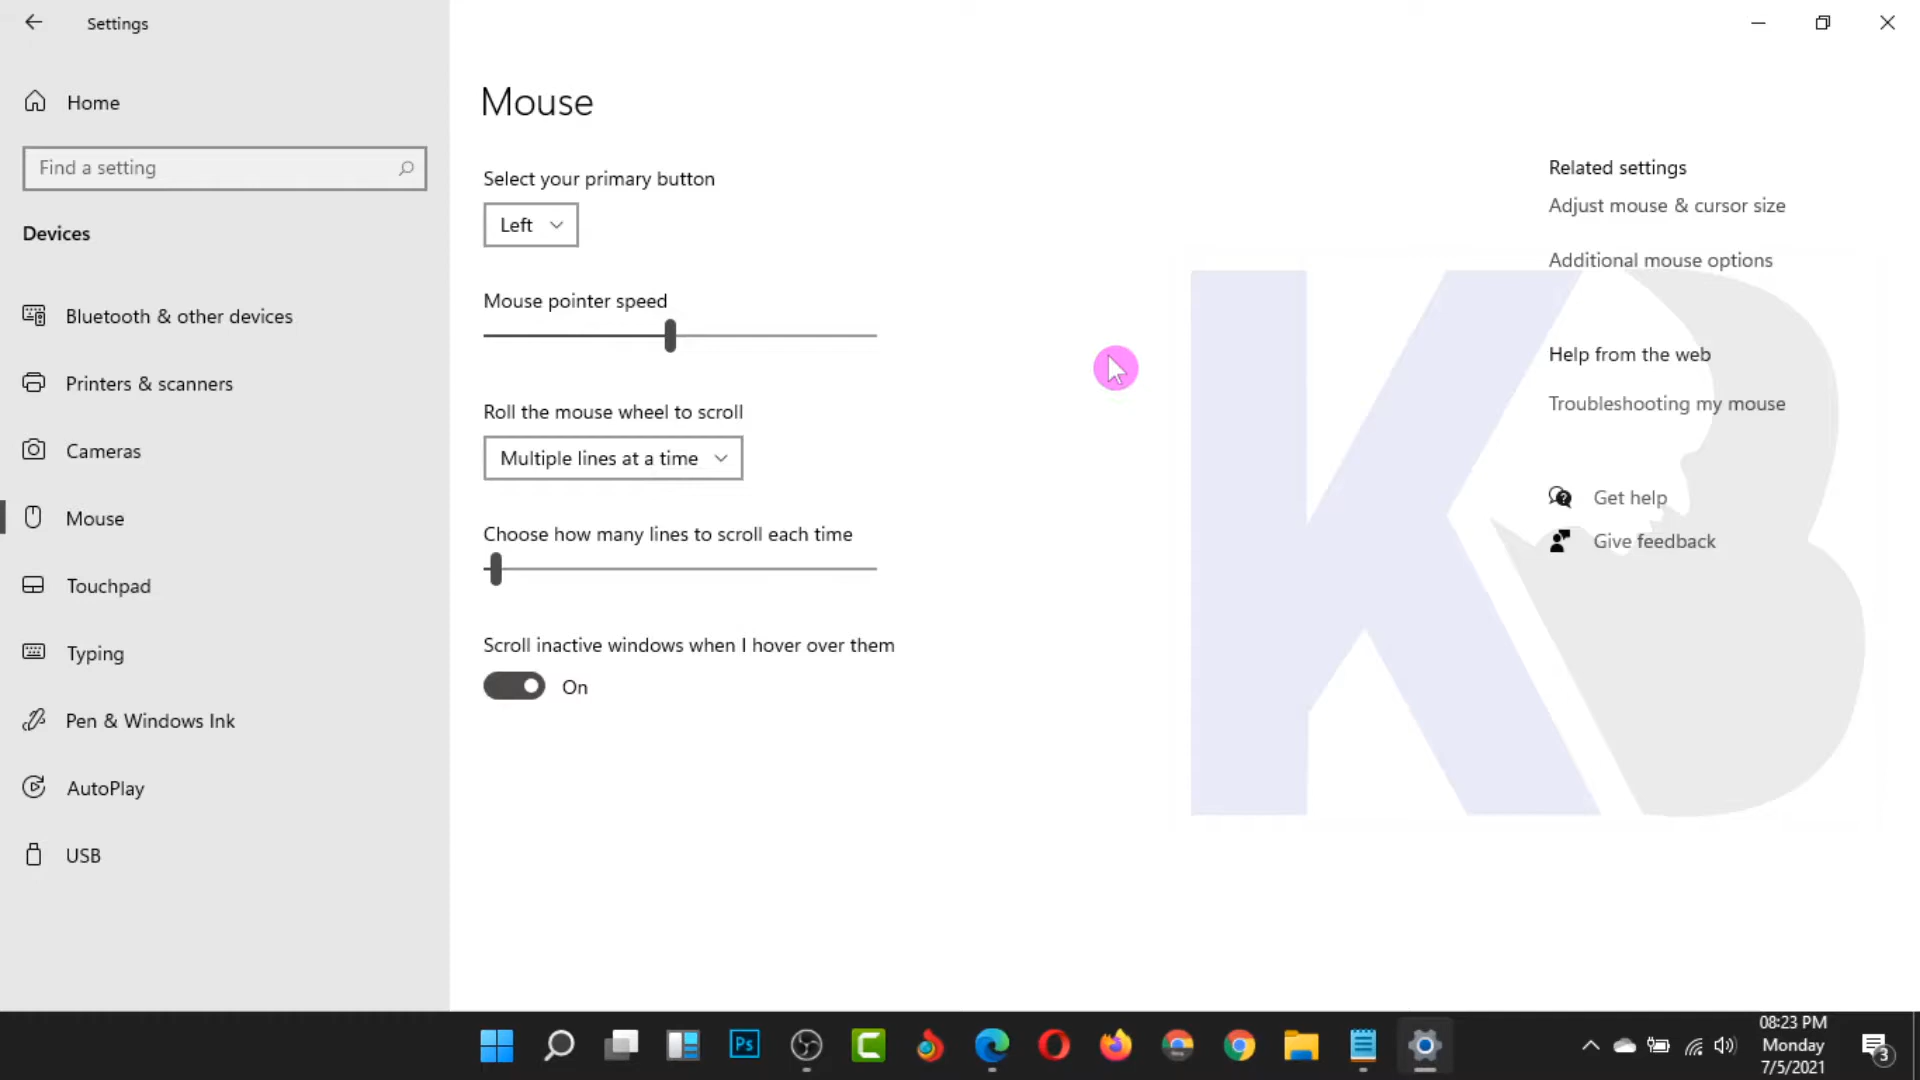 Settings
Home
Find a setting
Devices
Bluetooth & other devices
Printers & scanners
Cameras
Mouse
Touchpad
Typing
Pen & Windows Ink
AutoPlay
USB
Mouse
Select your primary button
Left
Mouse pointer speed
Roll the mouse wheel to scroll
Multiple lines at a time
Choose how many lines to scroll each time
Scroll inactive windows when I hover over them
On
Related settings
Adjust mouse & cursor size
Additional mouse options
Help from the web
Troubleshooting my mouse
Get help
Give feedback
KB
Ps
08:23 PM
Monday
7/5/2021
3